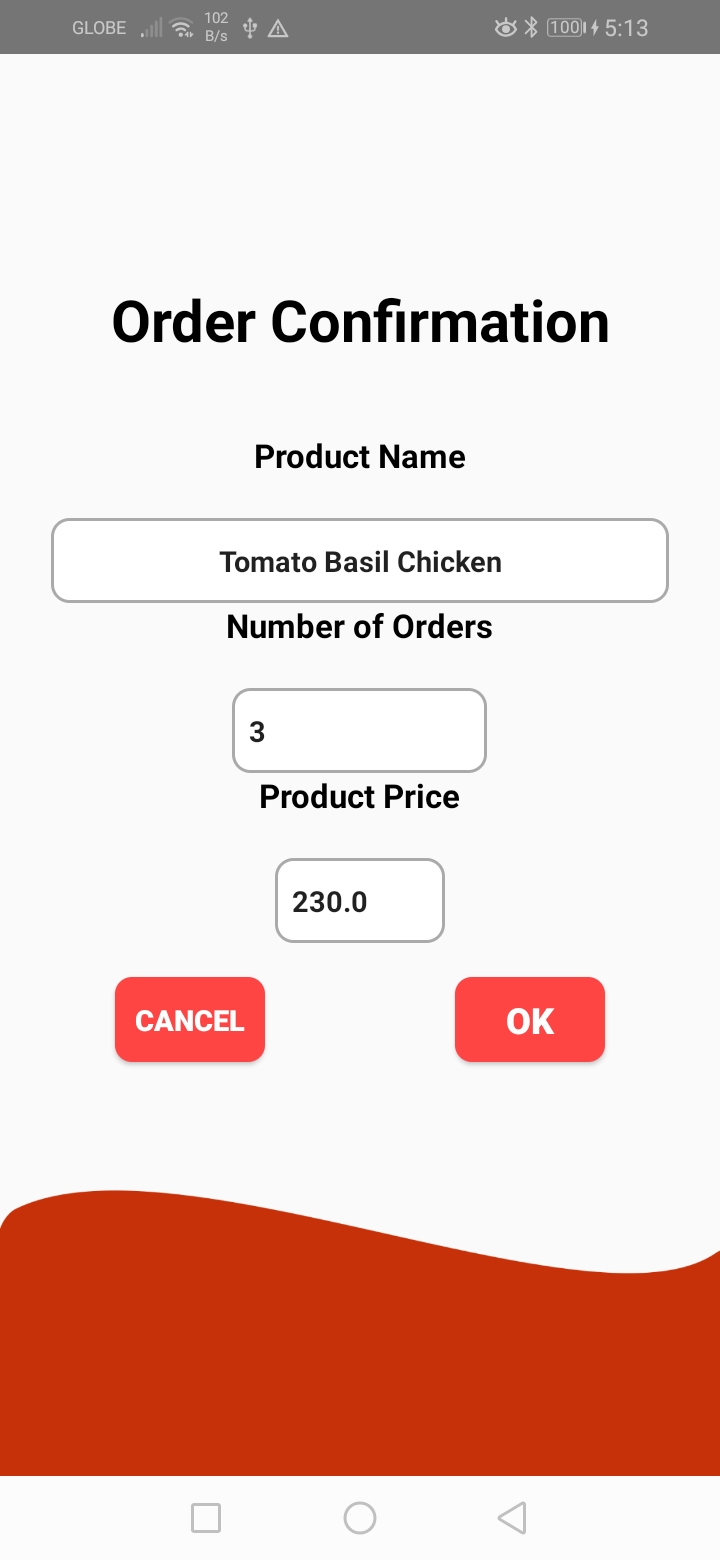 GLOBE 102 B/s 100 5:13
Order Confirmation
Product Name
Tomato Basil Chicken
Number of Orders
3
Product Price
230.0
CANCEL OK